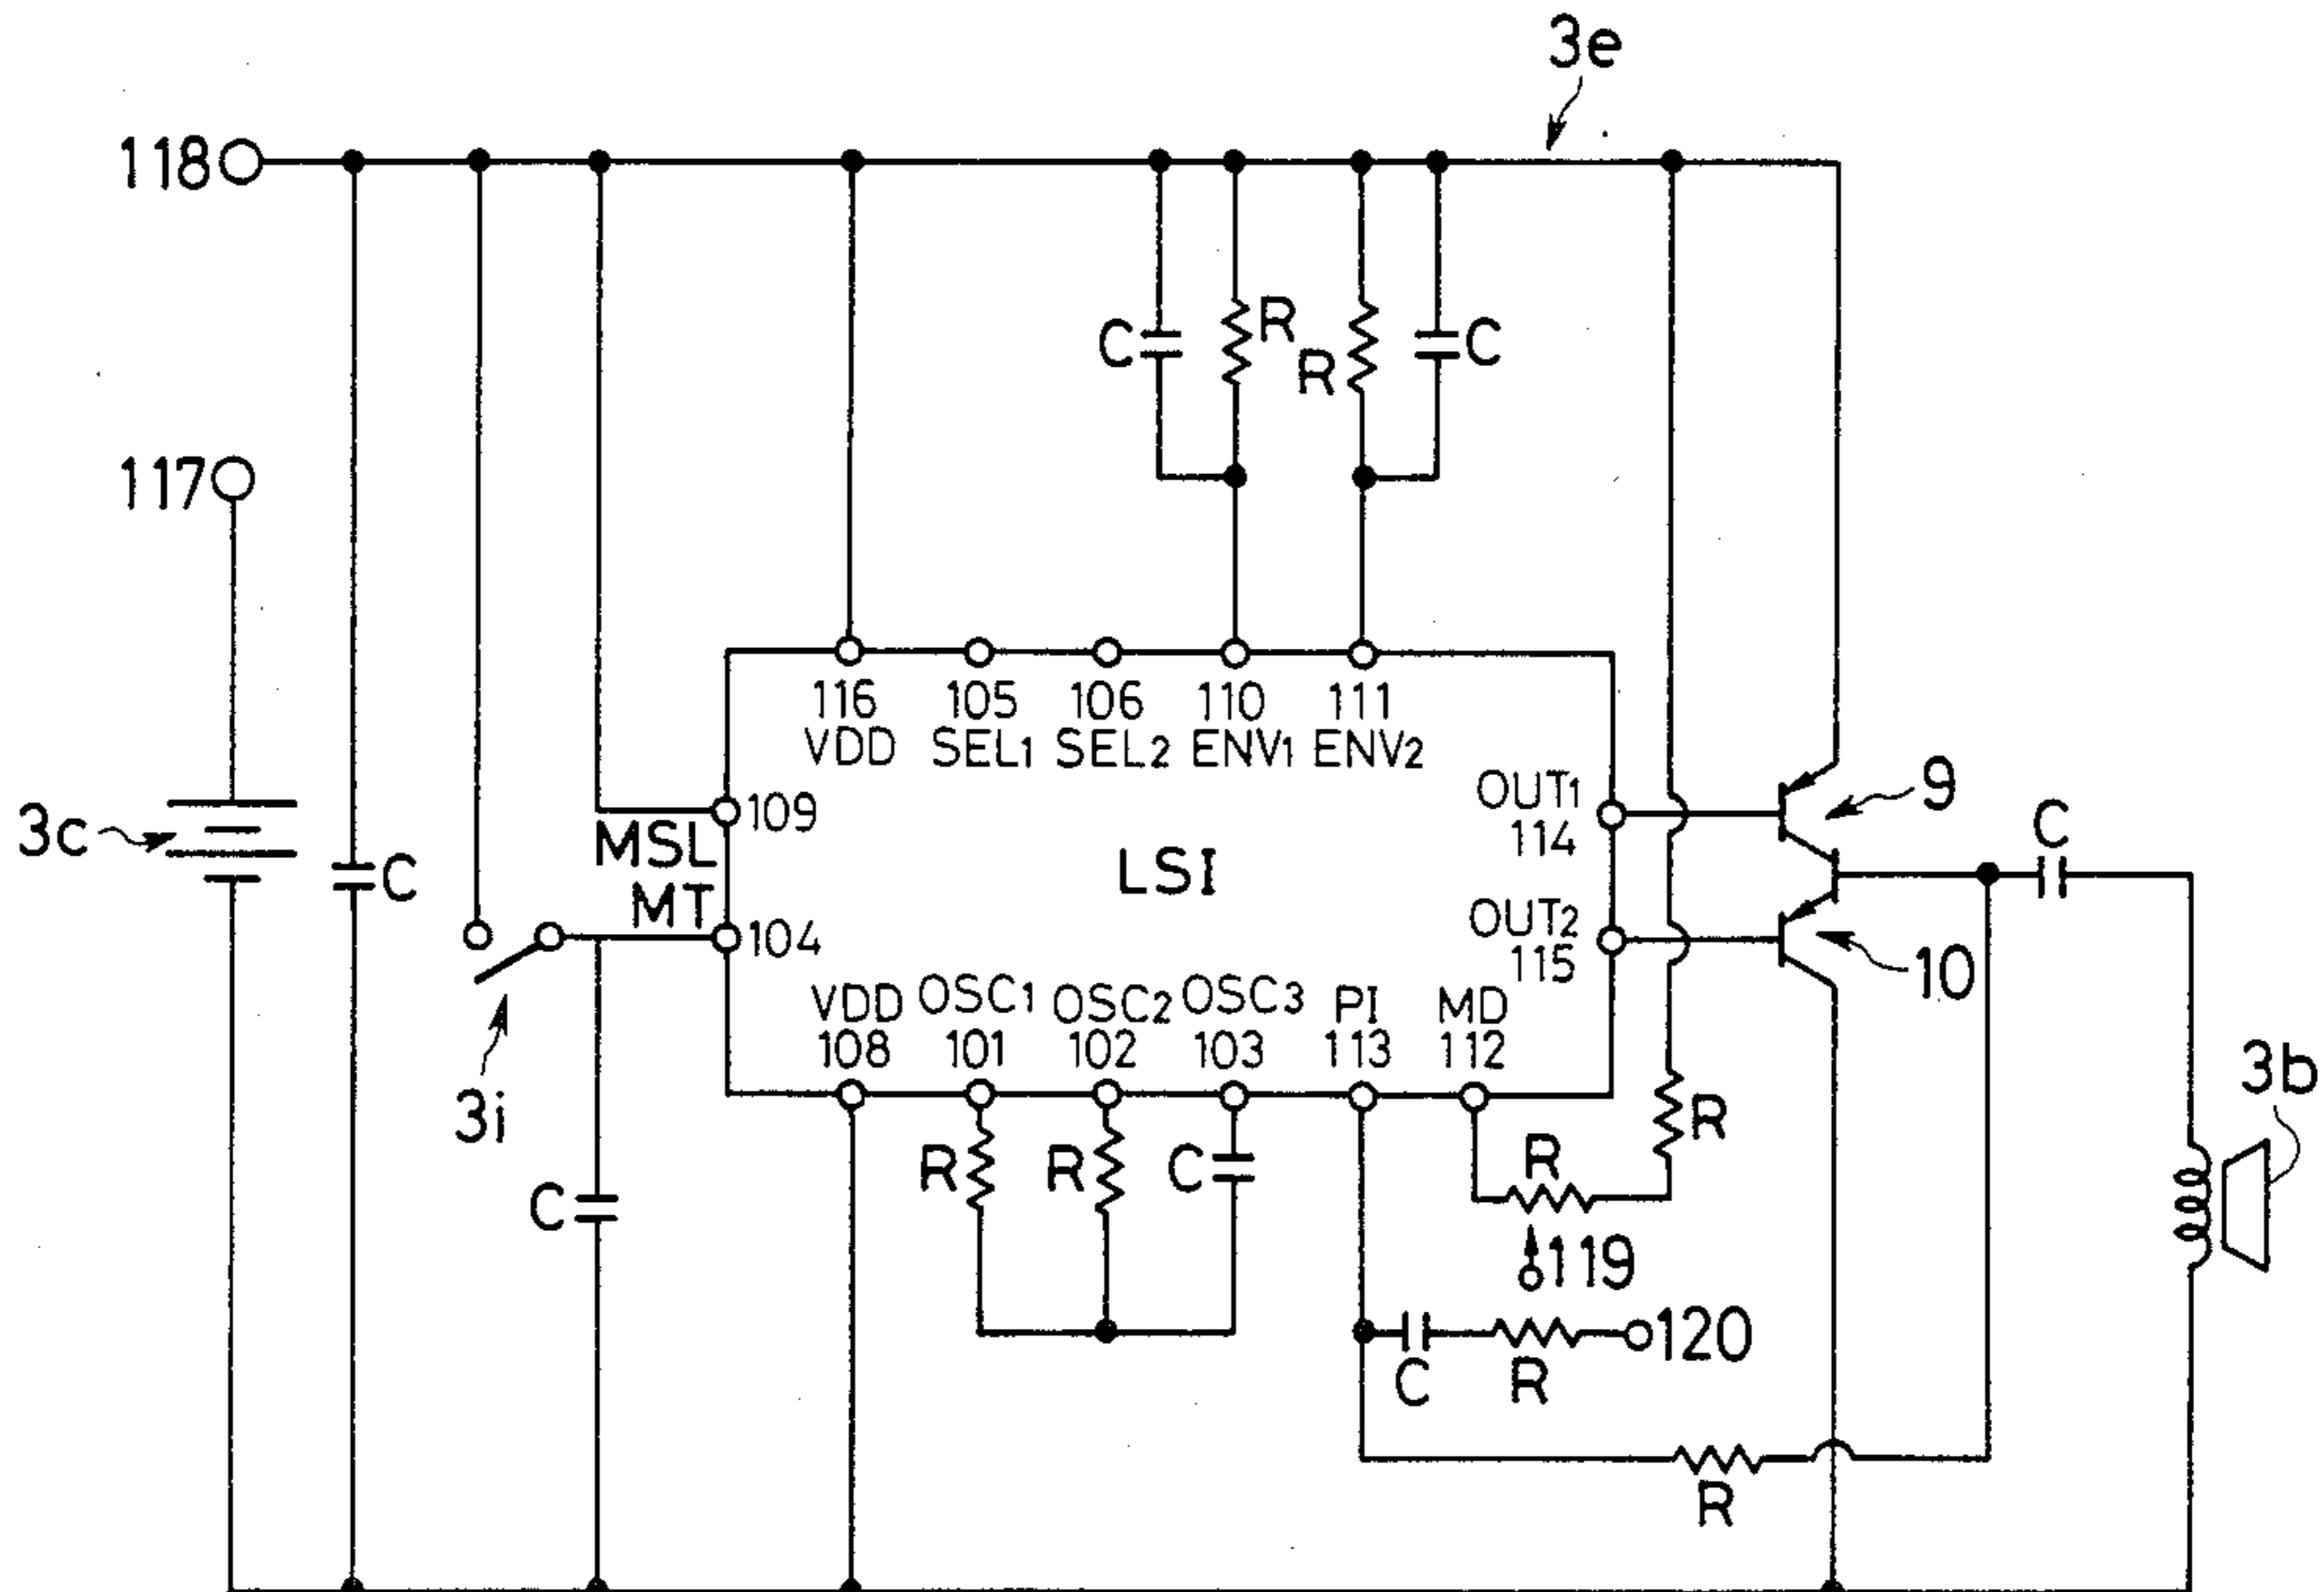 3e
118
C
R
R
C
117
116
105
106
110
111
VDD
SEL1
SEL2
ENV1
ENV2
3c
C
109
MSL
MT
104
LSI
OUT1
114
OUT2
115
9
C
10
3i
VDD
OSC1
OSC2
OSC3
PI
MD
108
101
102
103
113
112
3b
C
R
R
C
R
R
119
120
C
R
R